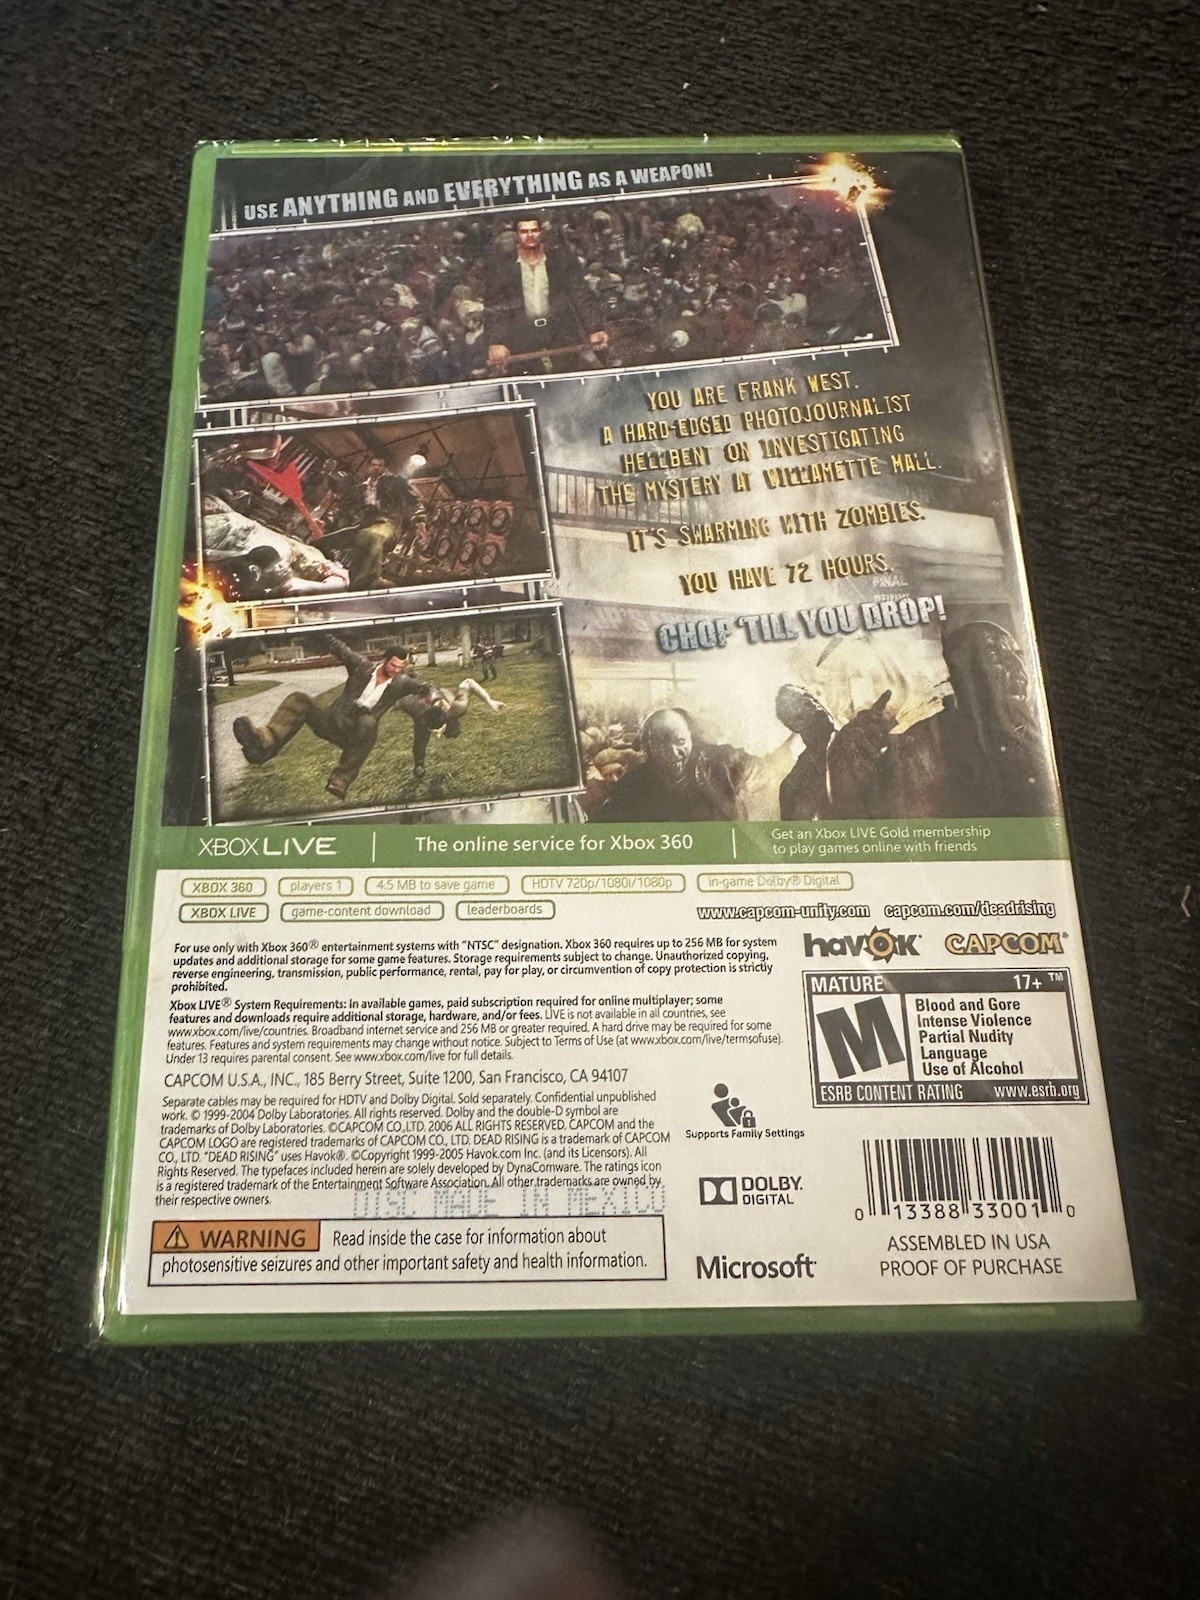 USE ANYTHING AND EVERYTHING AS A WEAPON!
YOU ARE FRANK WEST.
A HARD-EDGED PHOTOJOURNALIST
HELLBENT ON INVESTIGATING
THE MYSTERY AT WILLAMETTE MALL.
IT'S SWARMING WITH ZOMBIES.
YOU HAVE 72 HOURS.
FINAL
CHOP 'TILL YOU DROP!
XBOX LIVE
The online service for Xbox 360
Get an Xbox LIVE Gold membership
to play games online with friends
XBOX 360
players 1
4.5 MB to save game
HDTV 720p/1080i/1080p
in-game Dolby® Digital
XBOX LIVE
game-content download
leaderboards
www.capcom-unity.com capcom.com/deadrising
For use only with Xbox 360® entertainment systems with "NTSC" designation. Xbox 360 requires up to 256 MB for system
updates and additional storage for some game features. Storage requirements subject to change. Unauthorized copying,
reverse engineering, transmission, public performance, rental, pay for play, or circumvention of copy protection is strictly
prohibited.
Xbox LIVE® System Requirements: In available games, paid subscription required for online multiplayer; some
features and downloads require additional storage, hardware, and/or fees. LIVE is not available in all countries, see
www.xbox.com/live/countries. Broadband internet service and 256 MB or greater required. A hard drive may be required for some
features. Features and system requirements may change without notice. Subject to Terms of Use (at www.xbox.com/live/termsofuse).
Under 13 requires parental consent. See www.xbox.com/live for full details.
CAPCOM U.S.A., INC., 185 Berry Street, Suite 1200, San Francisco, CA 94107
Separate cables may be required for HDTV and Dolby Digital. Sold separately. Confidential unpublished
work. © 1999-2004 Dolby Laboratories. All rights reserved. Dolby and the double-D symbol are
trademarks of Dolby Laboratories. ©CAPCOM CO., LTD. 2006 ALL RIGHTS RESERVED. CAPCOM and the
CAPCOM LOGO are registered trademarks of CAPCOM CO., LTD. DEAD RISING is a trademark of CAPCOM
CO., LTD. "DEAD RISING" uses Havok®. ©Copyright 1999-2005 Havok.com Inc. (and its Licensors). All
Rights Reserved. The typefaces included herein are solely developed by DynaComware. The ratings icon
is a registered trademark of the Entertainment Software Association. All other trademarks are owned by
their respective owners.
DISC MADE IN MEXICO
WARNING Read inside the case for information about
photosensitive seizures and other important safety and health information.
havok
CAPCOM®
MATURE 17+ ™
M
Blood and Gore
Intense Violence
Partial Nudity
Language
Use of Alcohol
ESRB CONTENT RATING www.esrb.org
Supports Family Settings
DOLBY.
DIGITAL
Microsoft®
0 13388 33001 0
ASSEMBLED IN USA
PROOF OF PURCHASE